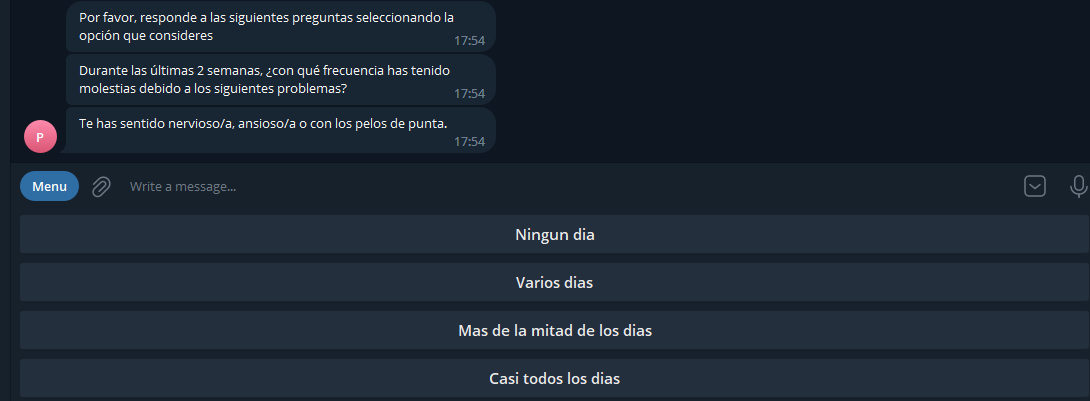 Por favor, responde a las siguientes preguntas seleccionando la
opción que consideres
17:54
Durante las últimas 2 semanas, ¿con qué frecuencia has tenido
molestias debido a los siguientes problemas?
17:54
Te has sentido nervioso/a, ansioso/a o con los pelos de punta.
17:54
P
Menu
Write a message...
Ningun dia
Varios dias
Mas de la mitad de los dias
Casi todos los dias